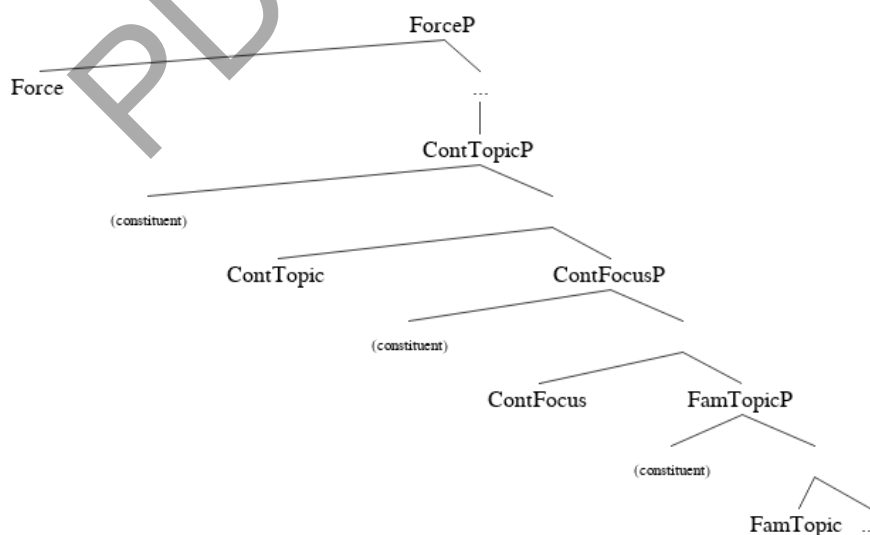 ForceP
Force
...
ContTopicP
(constituent)
ContTopic ContFocusP
(constituent)
ContFocus FamTopicP
(constituent)
FamTopic ...